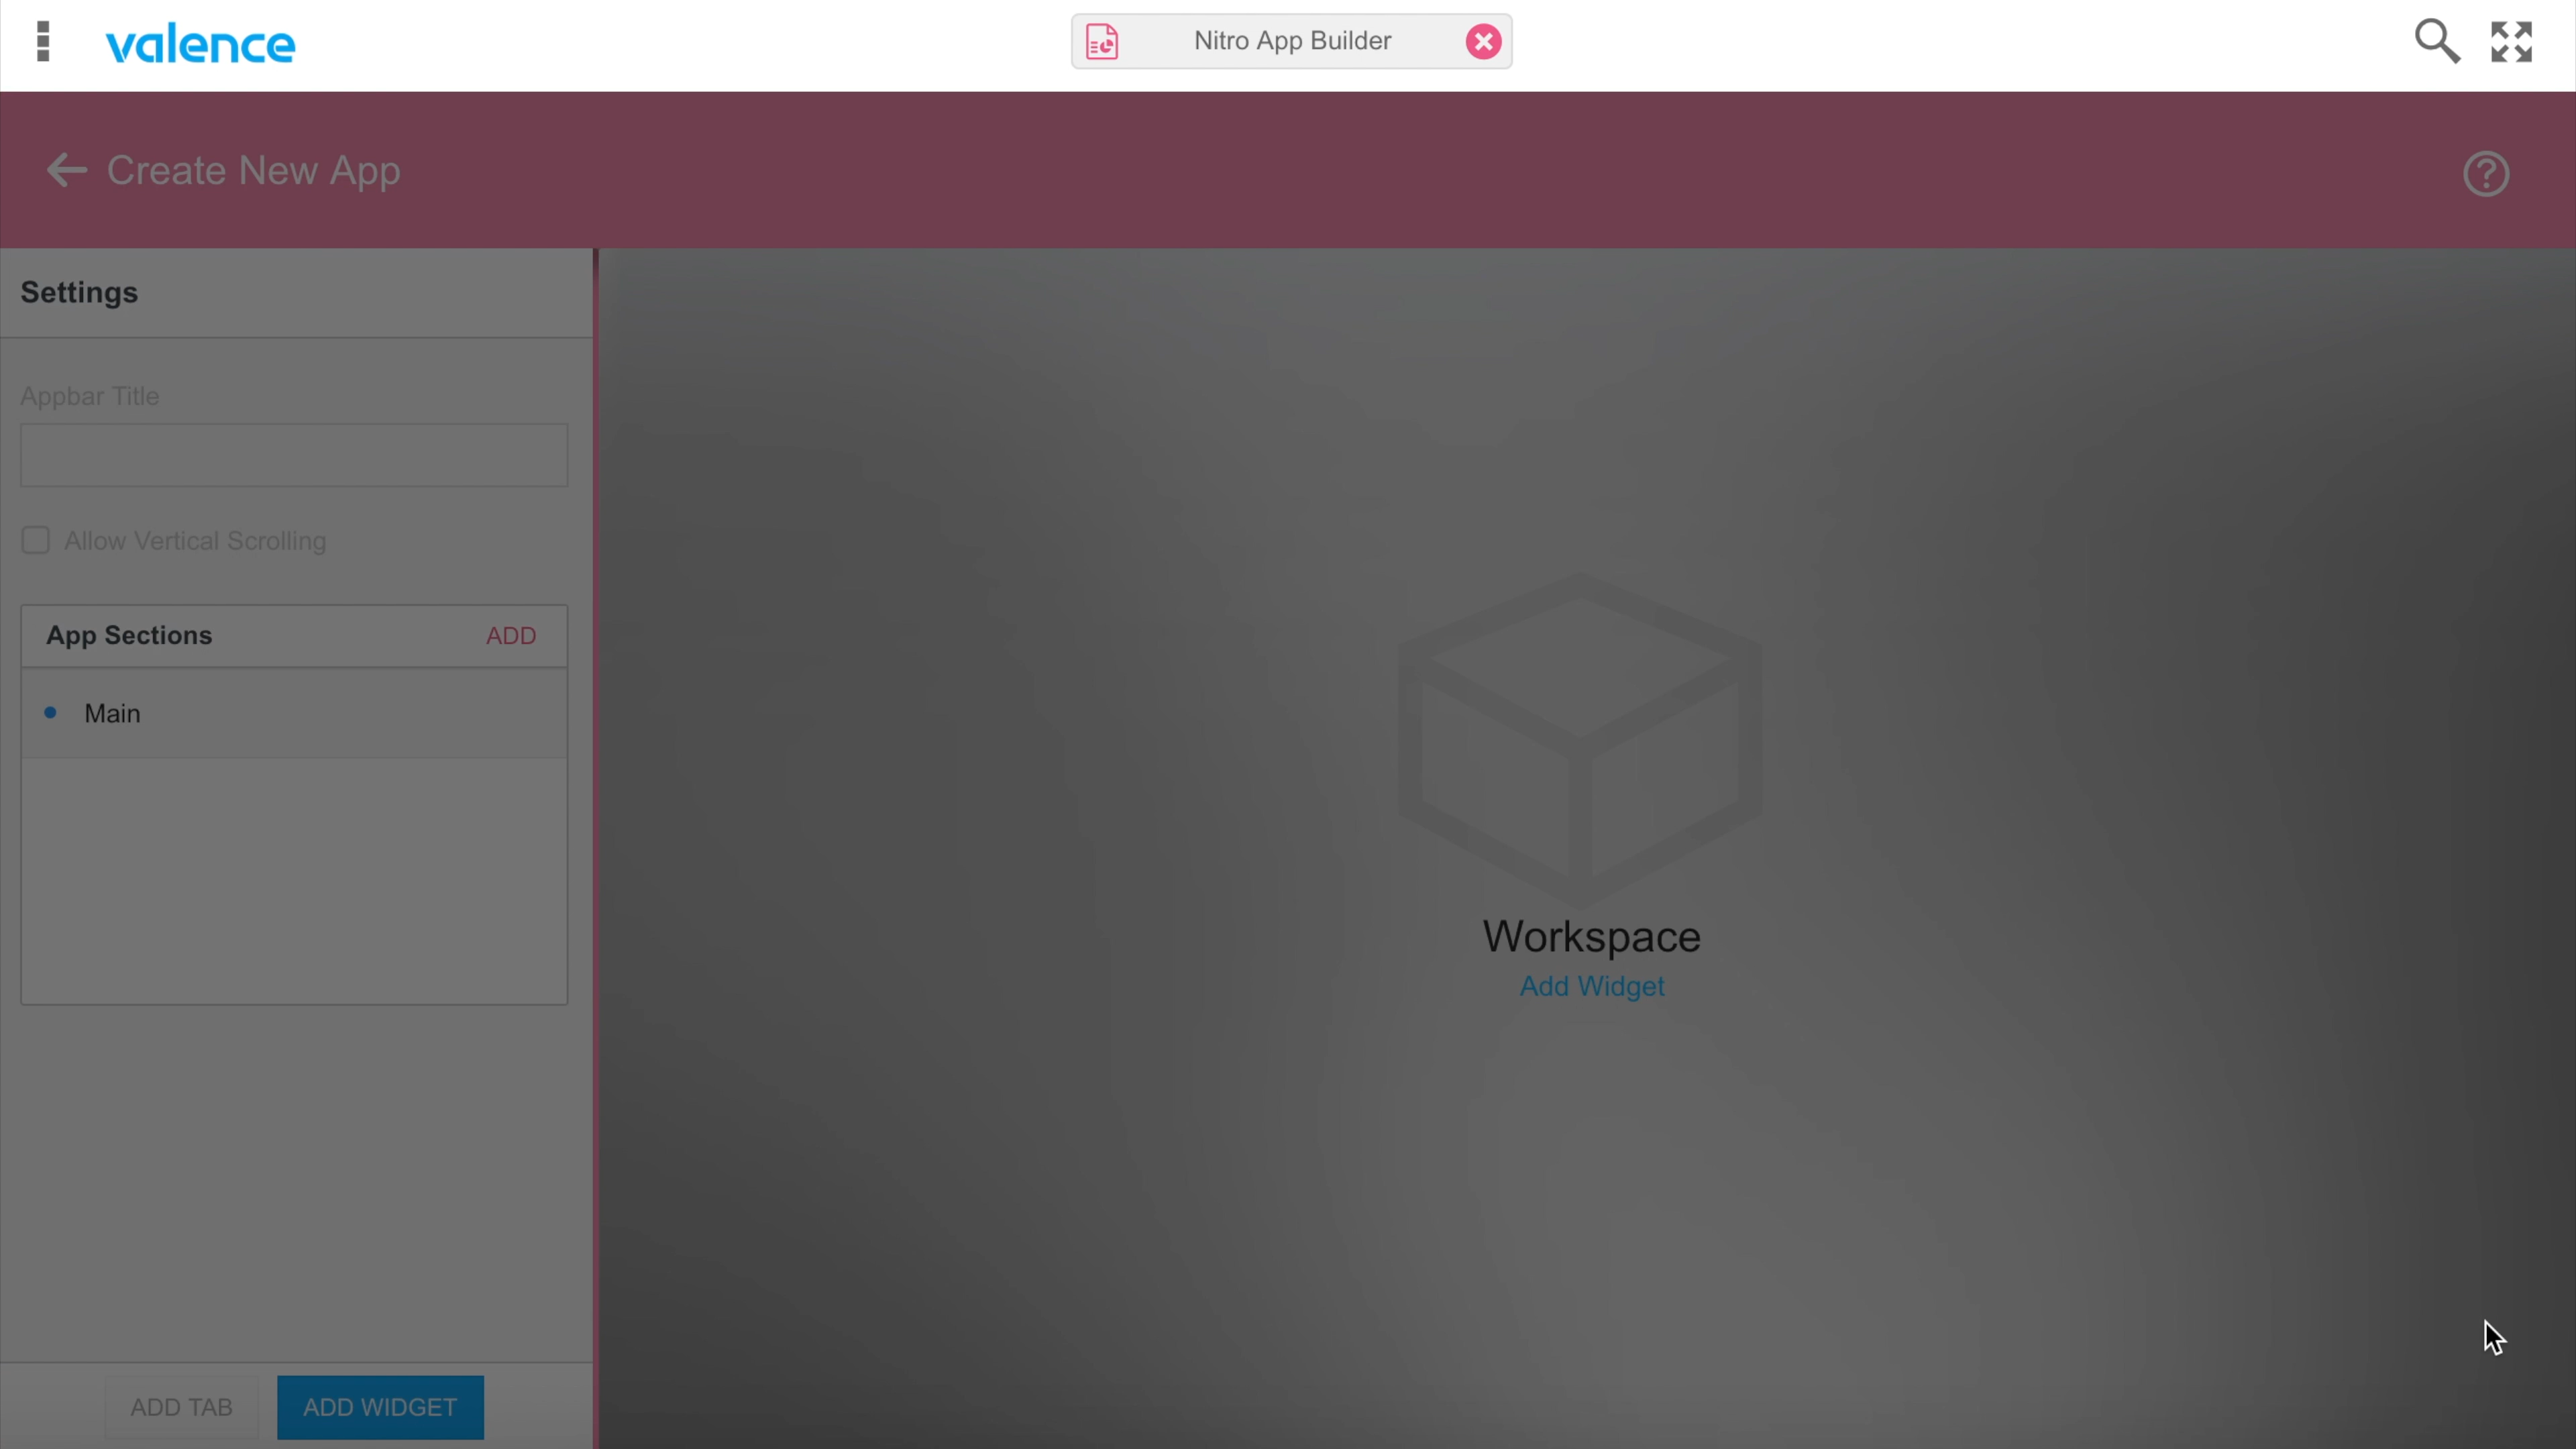 valence
Nitro App Builder
Create New App
Settings
Appbar Title
Allow Vertical Scrolling
App Sections ADD
Main
Workspace
Add Widget
ADD TAB ADD WIDGET